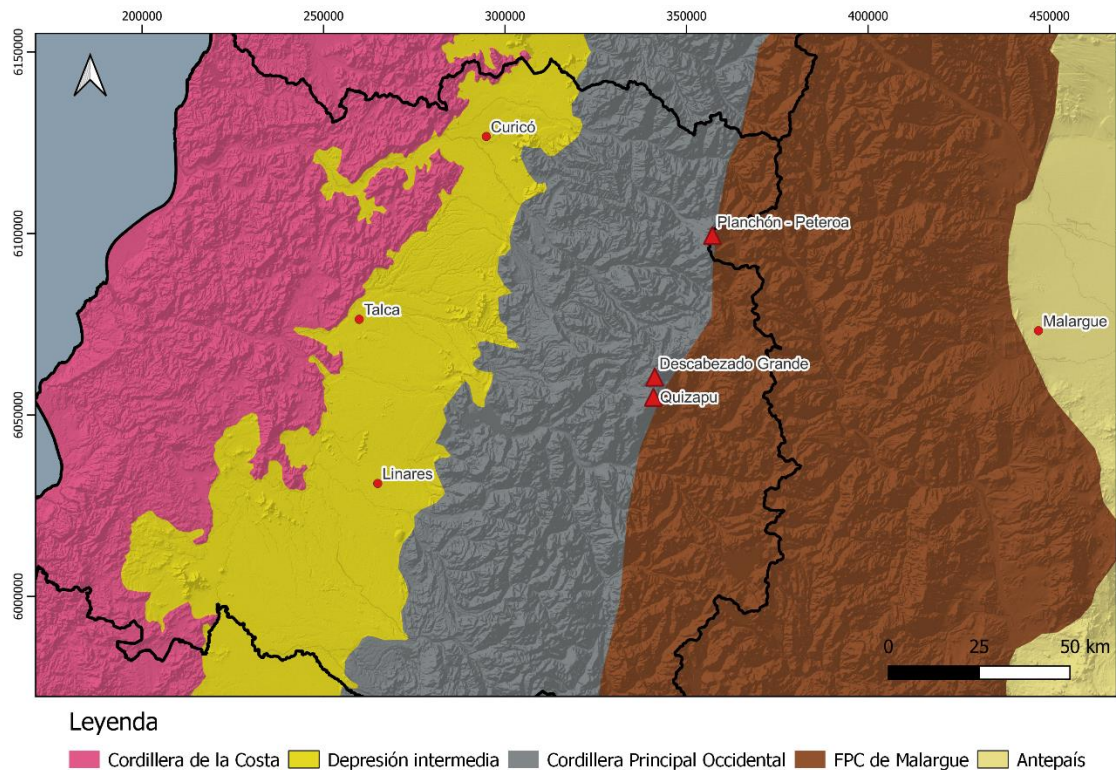 200000 250000 300000 350000 400000 450000
6150000
Curicó
6100000
Planchón - Peteroa
Talca
Malargue
Descabezado Grande
6050000
Quizapu
Linares
6000000
0 25 50 km
Leyenda
Cordillera de la Costa Depresión intermedia Cordillera Principal Occidental FPC de Malargue Antepaís